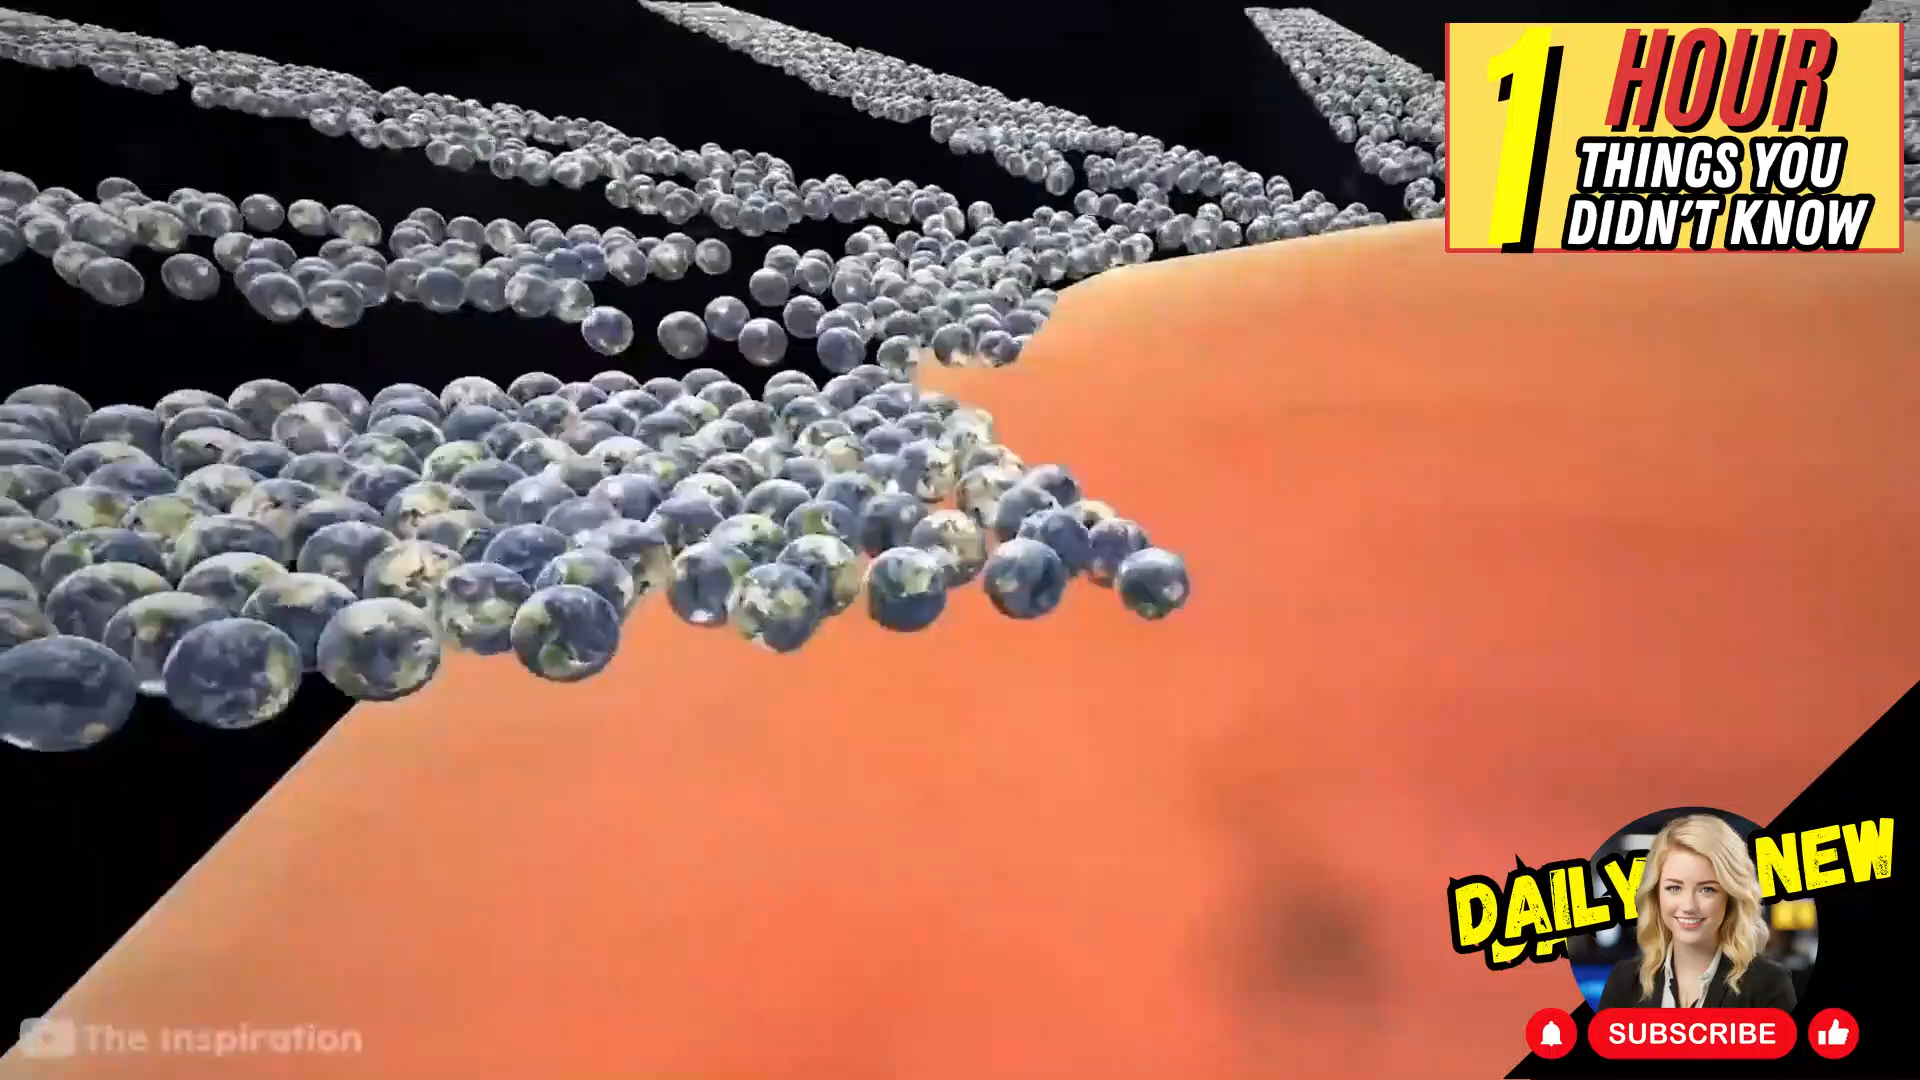 1 HOUR
THINGS YOU
DIDN'T KNOW
DAILY NEW
SUBSCRIBE
The Inspiration